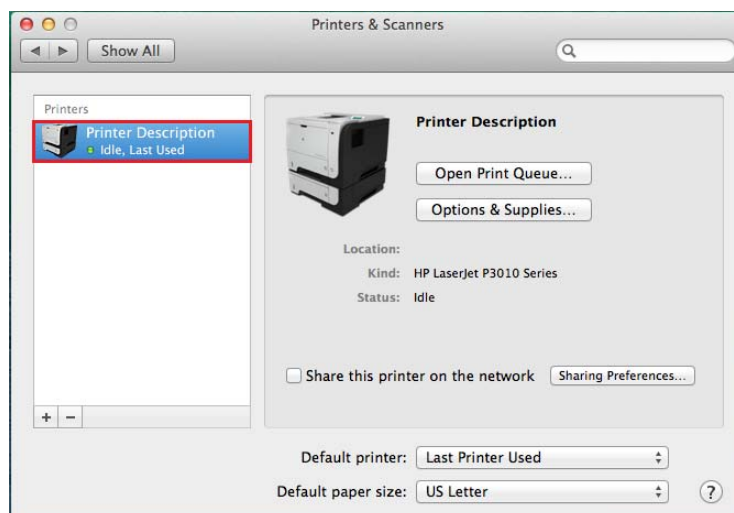 Printers & Scanners
Show All
Printers
Printer Description
Idle, Last Used
Printer Description
Open Print Queue...
Options & Supplies...
Location:
Kind: HP LaserJet P3010 Series
Status: Idle
Share this printer on the network Sharing Preferences...
+ −
Default printer: Last Printer Used
Default paper size: US Letter ?